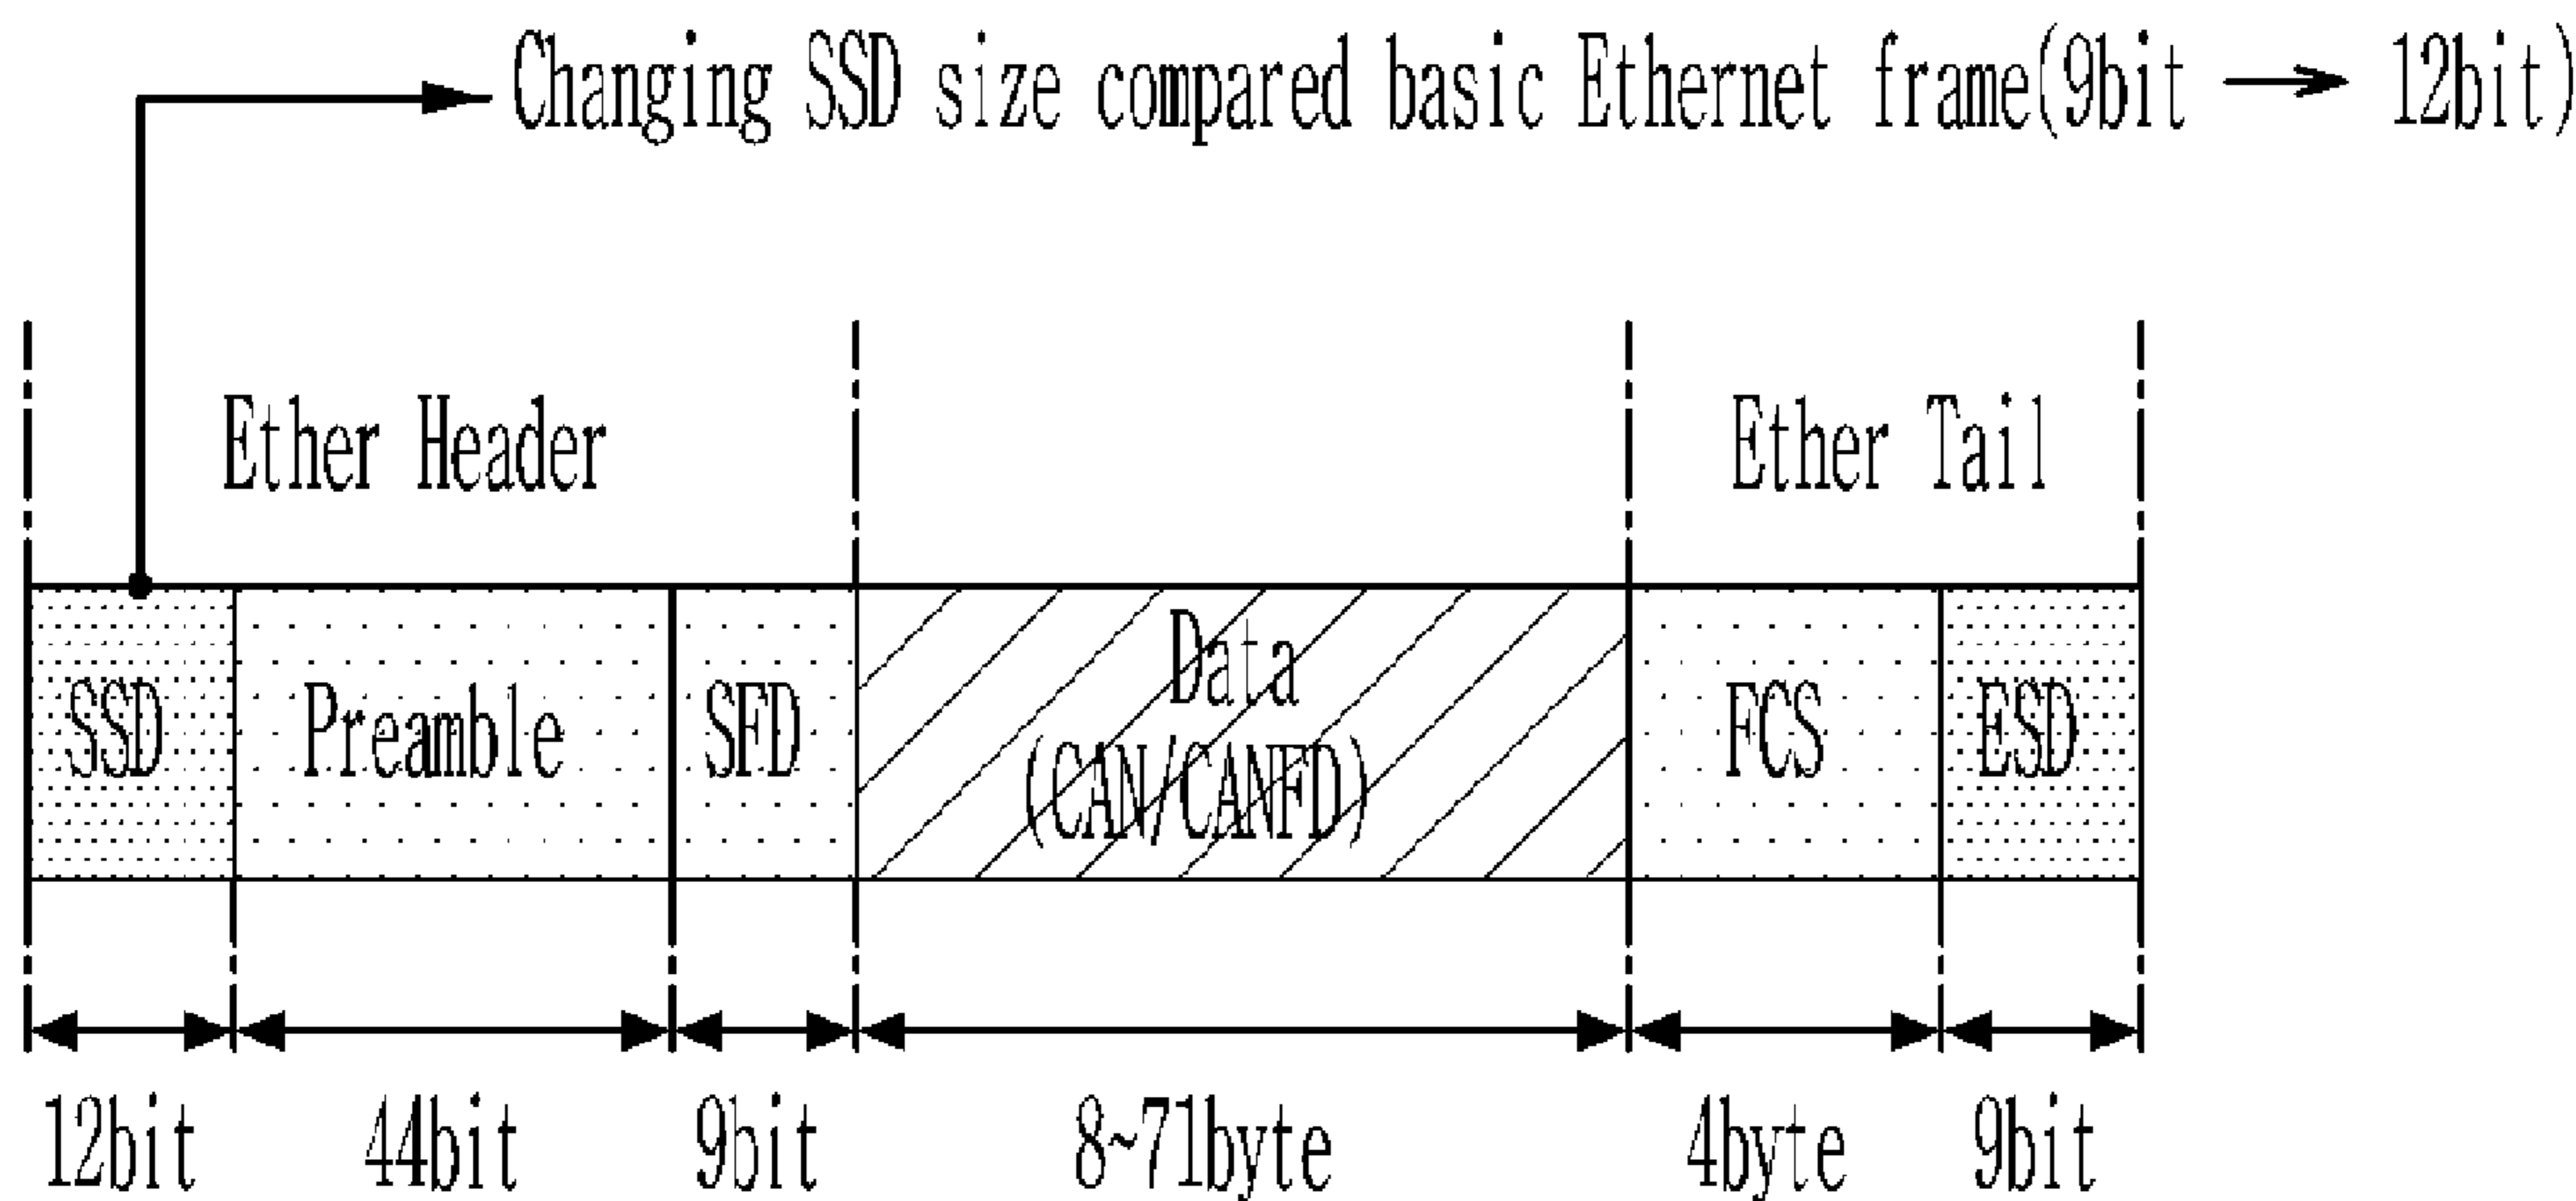 Changing SSD size compared basic Ethernet frame(9bit → 12bit)
Ether Header
Ether Tail
SSD
Preamble
SFD
Data
(CAN/CANFD)
FCS
ESD
12bit
44bit
9bit
8~71byte
4byte
9bit